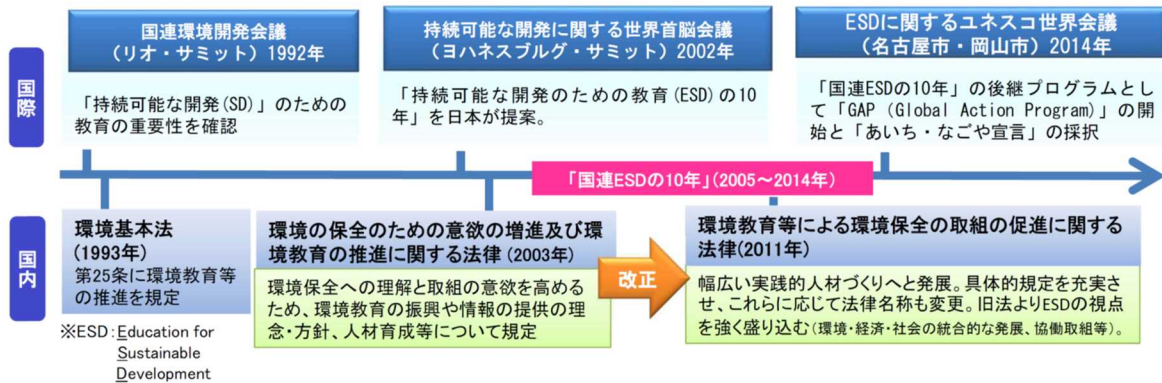 国際
国連環境開発会議
（リオ・サミット）1992年
「持続可能な開発(SD)」のための
教育の重要性を確認
持続可能な開発に関する世界首脳会議
（ヨハネスブルグ・サミット）2002年
「持続可能な開発のための教育(ESD)の10
年」を日本が提案。
ESDに関するユネスコ世界会議
（名古屋市・岡山市）2014年
「国連ESDの10年」の後継プログラムとし
て「GAP（Global Action Program)」の開
始と「あいち・なごや宣言」の採択
「国連ESDの10年」（2005～2014年）
国内
環境基本法
(1993年)
第25条に環境教育等
の推進を規定
環境の保全のための意欲の増進及び環
境教育の推進に関する法律（2003年）
環境保全への理解と取組の意欲を高める
ため、環境教育の振興や情報の提供の理
念・方針、人材育成等について規定
改正
環境教育等による環境保全の取組の促進に関する
法律(2011年)
幅広い実践的人材づくりへと発展。具体的規定を充実さ
せ、これらに応じて法律名称も変更。旧法よりESDの視点
を強く盛り込む（環境・経済・社会の統合的な発展、協働取組等）。
※ESD：Education for
Sustainable
Development